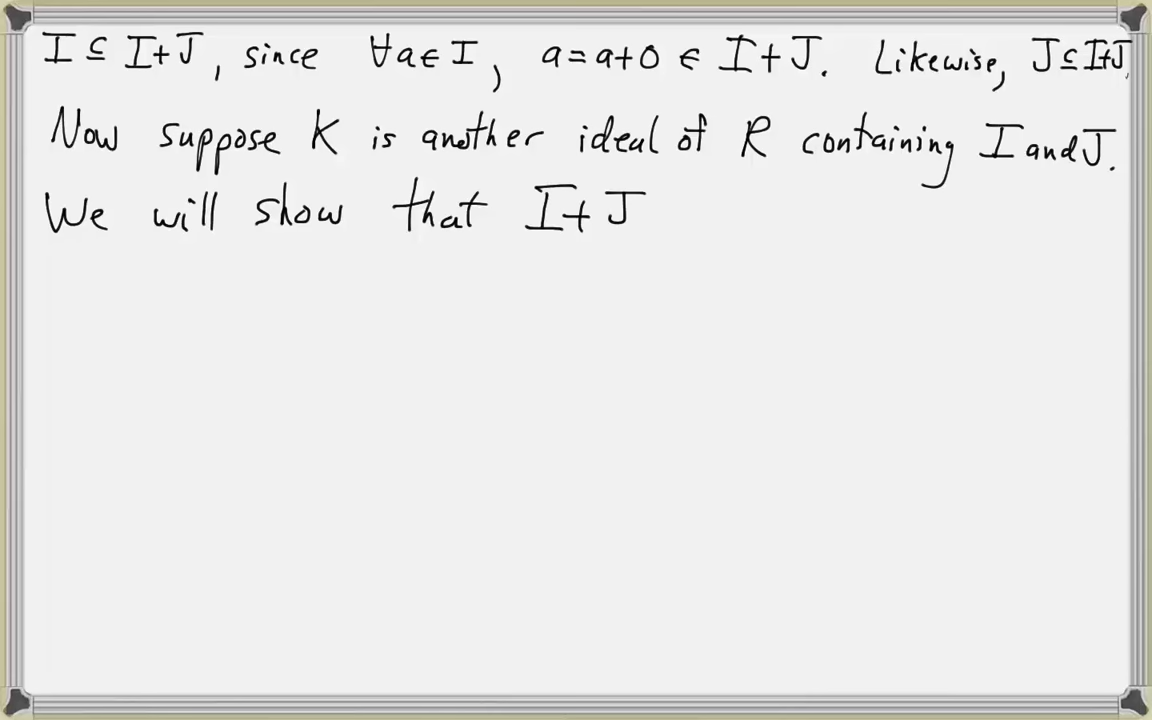 I ⊆ I+J, since ∀a∈I, a=a+0 ∈ I+J. Likewise, J⊆I+J.
Now suppose K is another ideal of R containing I and J.
We will show that I+J